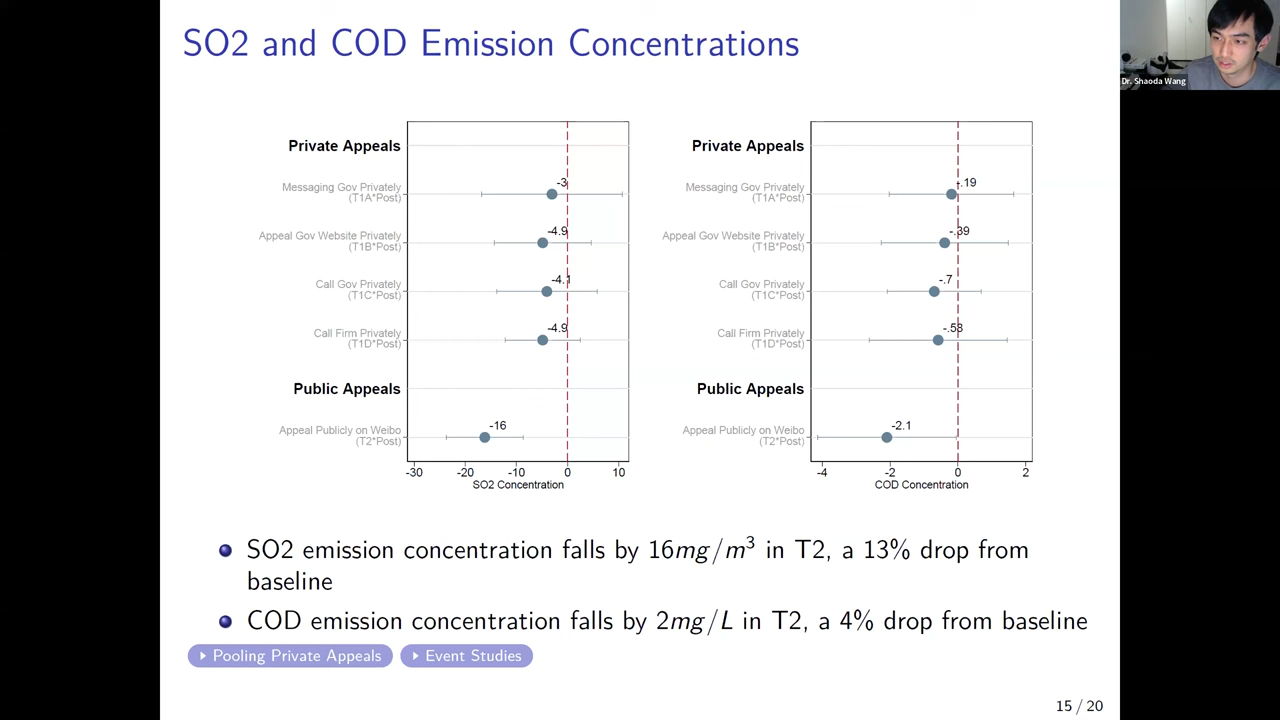 SO2 and COD Emission Concentrations
Dr. Shaoda Wang
Private Appeals
Messaging Gov Privately
(T1A*Post)
-3
Appeal Gov Website Privately
(T1B*Post)
-4.9
Call Gov Privately
(T1C*Post)
-4.1
Call Firm Privately
(T1D*Post)
-4.9
Public Appeals
Appeal Publicly on Weibo
(T2*Post)
-16
-30 -20 -10 0 10
SO2 Concentration
Private Appeals
Messaging Gov Privately
(T1A*Post)
-.19
Appeal Gov Website Privately
(T1B*Post)
-.39
Call Gov Privately
(T1C*Post)
-.7
Call Firm Privately
(T1D*Post)
-.58
Public Appeals
Appeal Publicly on Weibo
(T2*Post)
-2.1
-4 -2 0 2
COD Concentration
SO2 emission concentration falls by 16mg/m³ in T2, a 13% drop from
baseline
COD emission concentration falls by 2mg/L in T2, a 4% drop from baseline
Pooling Private Appeals
Event Studies
15 / 20